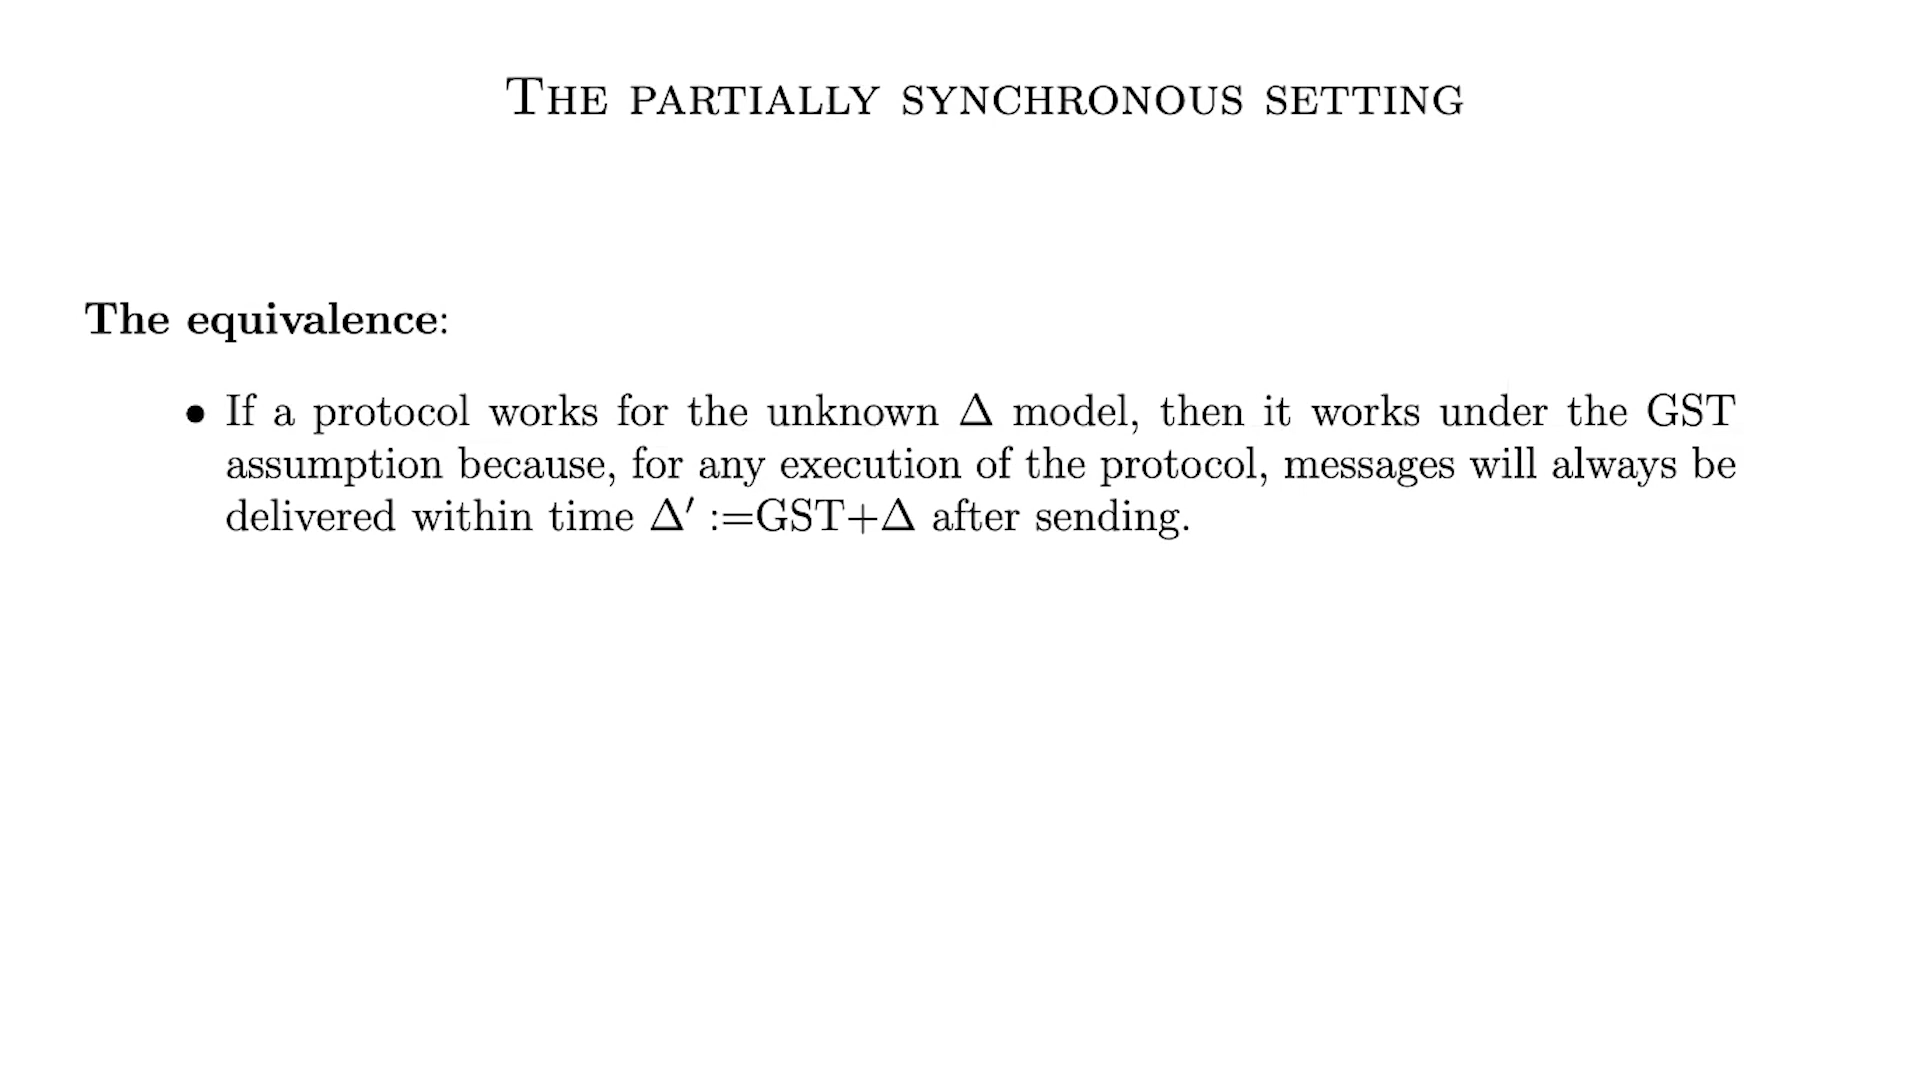 The partially synchronous setting
The equivalence:
• If a protocol works for the unknown Δ model, then it works under the GST
assumption because, for any execution of the protocol, messages will always be
delivered within time Δ′ :=GST+Δ after sending.